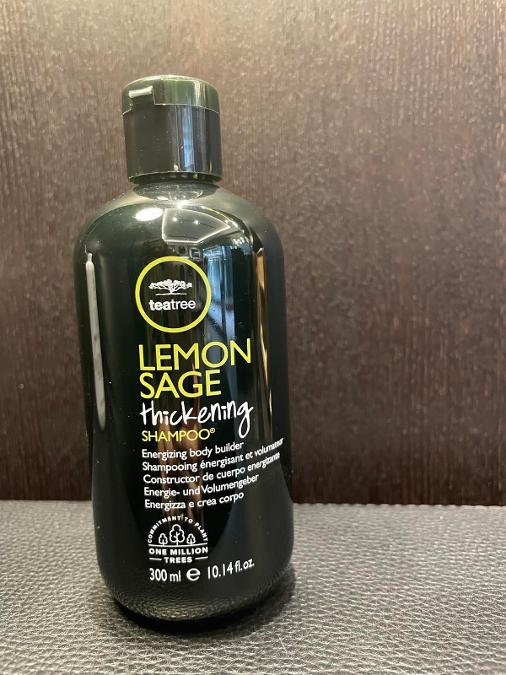 teatree
LEMON
SAGE
thickening
SHAMPOO®
Energizing body builder
Shampooing énergisant et volumateur
Constructor de cuerpo energizante
Energie- und Volumengeber
Energizza e crea corpo
COMMITMENT TO PLANT
ONE MILLION
TREES
300 ml ℮ 10.14 fl. oz.